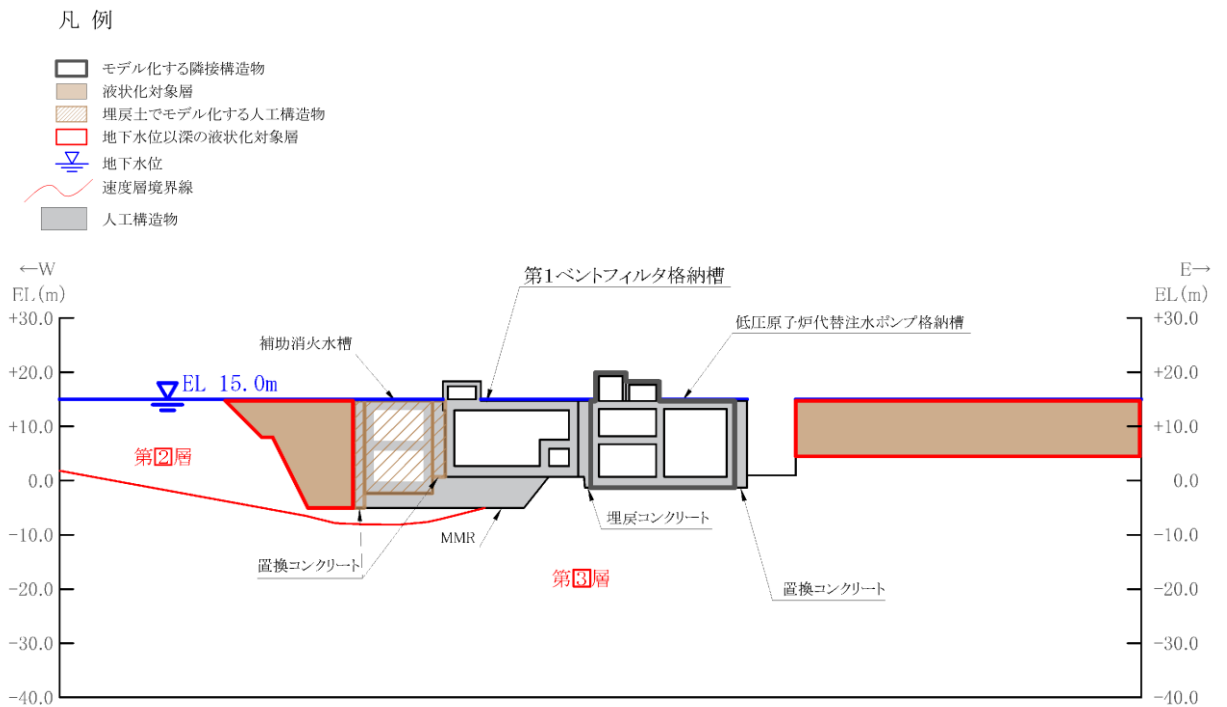 凡 例
モデル化する隣接構造物
液状化対象層
埋戻土でモデル化する人工構造物
地下水位以深の液状化対象層
地下水位
速度層境界線
人工構造物
←W
E→
EL(m)
第1ベントフィルタ格納槽
EL(m)
+30.0
低圧原子炉代替注水ポンプ格納槽
+30.0
補助消火水槽
+20.0
EL 15.0m
+20.0
+10.0
+10.0
第2層
0.0
0.0
埋戻コンクリート
-10.0
MMR
-10.0
置換コンクリート
第3層
置換コンクリート
-20.0
-20.0
-30.0
-30.0
-40.0
-40.0